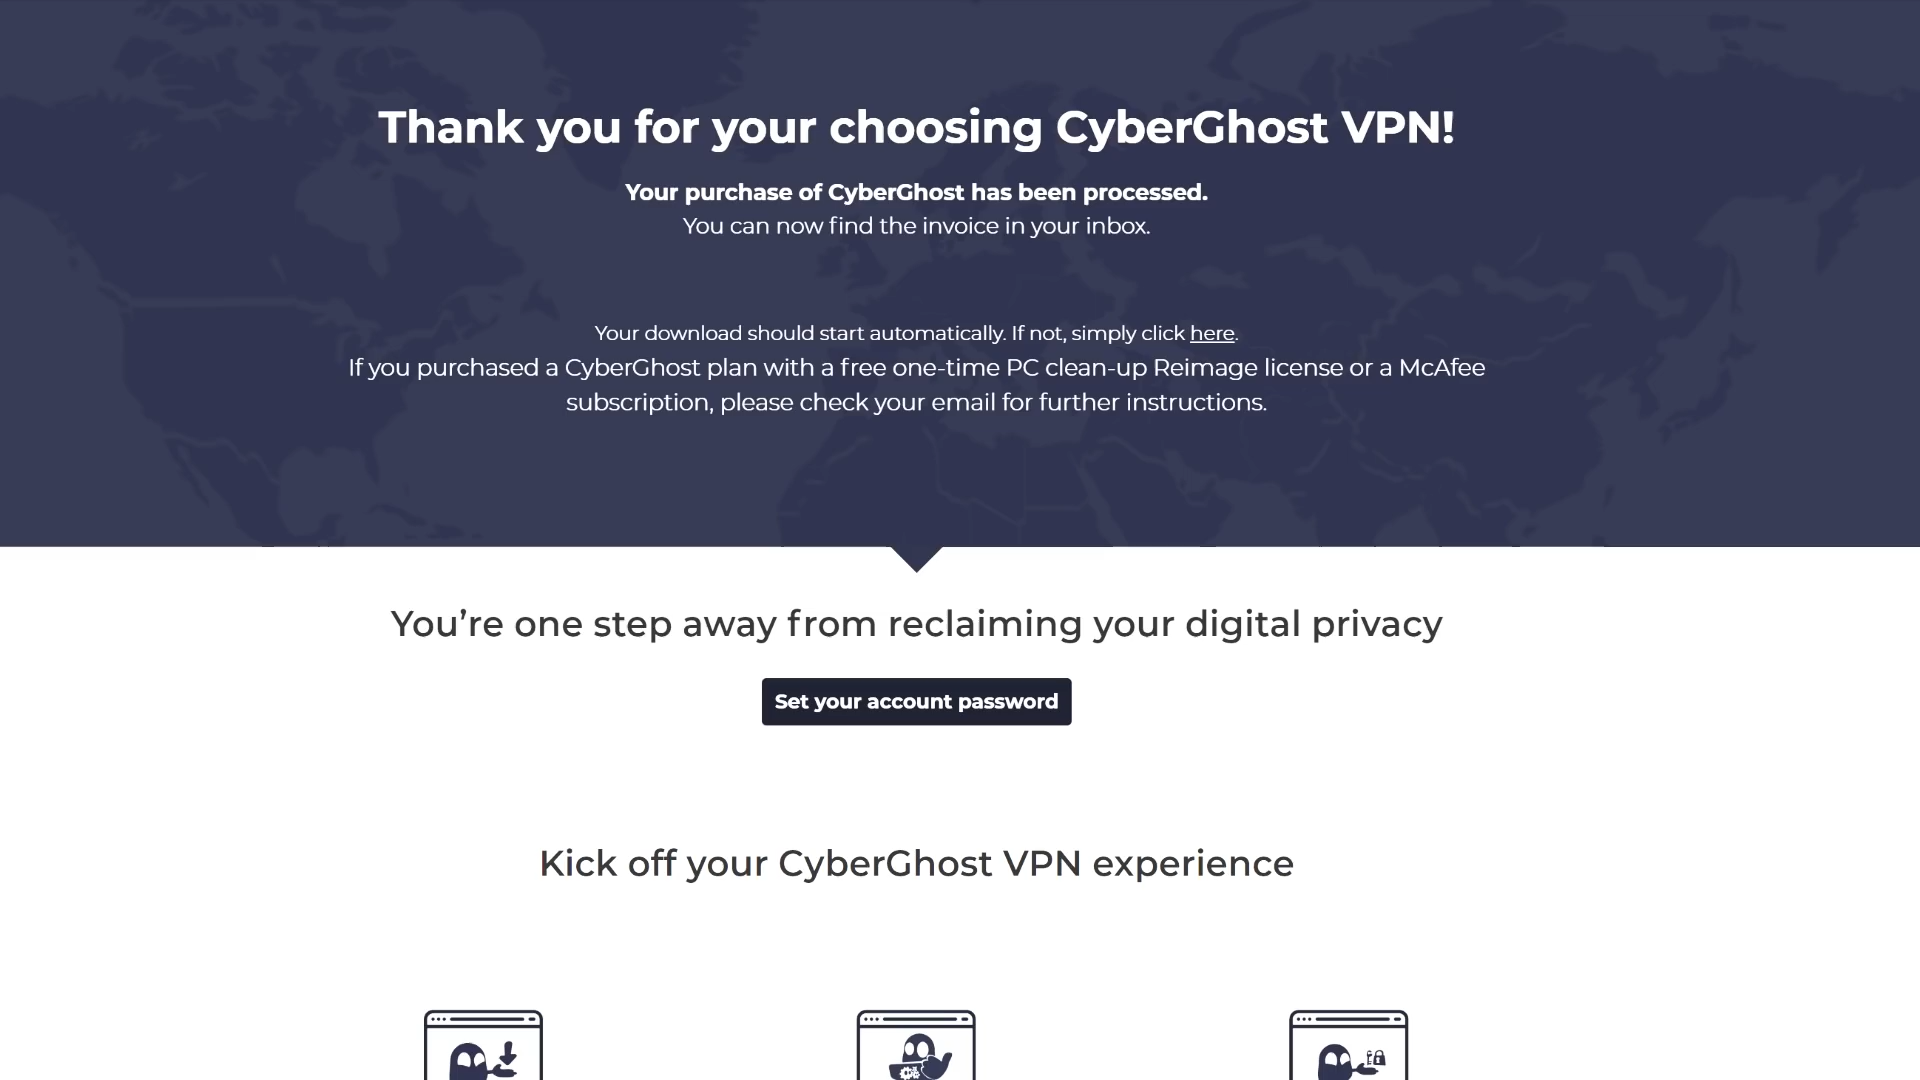 Thank you for your choosing CyberGhost VPN!
Your purchase of CyberGhost has been processed.
You can now find the invoice in your inbox.
Your download should start automatically. If not, simply click here.
If you purchased a CyberGhost plan with a free one-time PC clean-up Reimage license or a McAfee
subscription, please check your email for further instructions.
You’re one step away from reclaiming your digital privacy
Set your account password
Kick off your CyberGhost VPN experience